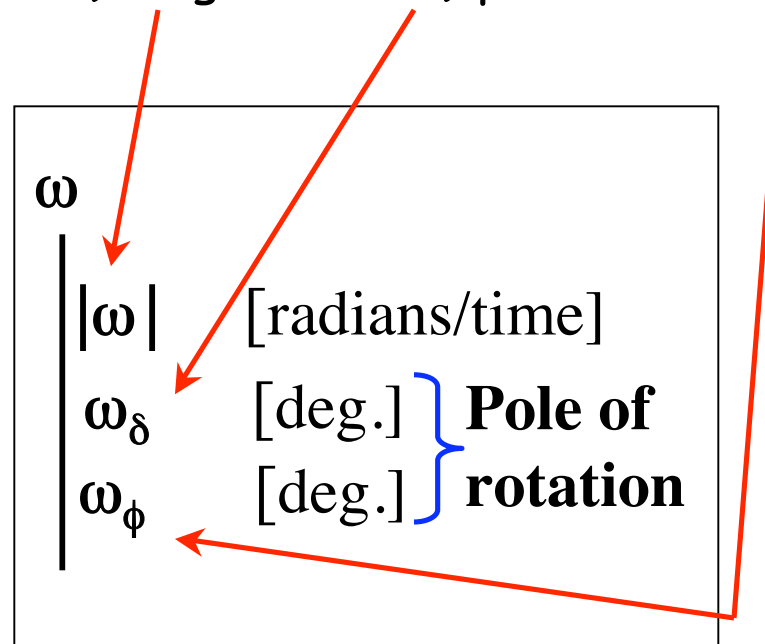 ω
|ω| [radians/time]
ω_δ [deg.] Pole of
ω_ϕ [deg.] rotation